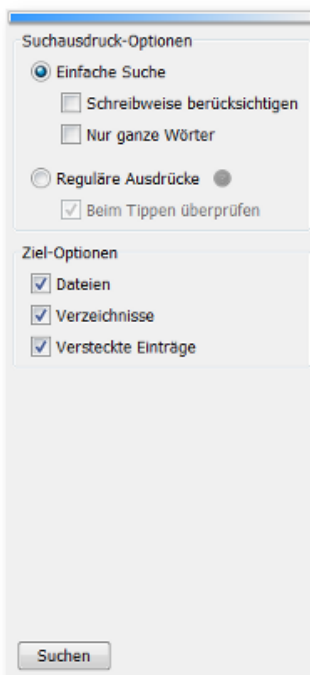 Suchausdruck-Optionen
Einfache Suche
Schreibweise berücksichtigen
Nur ganze Wörter
Reguläre Ausdrücke
Beim Tippen überprüfen
Ziel-Optionen
Dateien
Verzeichnisse
Versteckte Einträge
Suchen